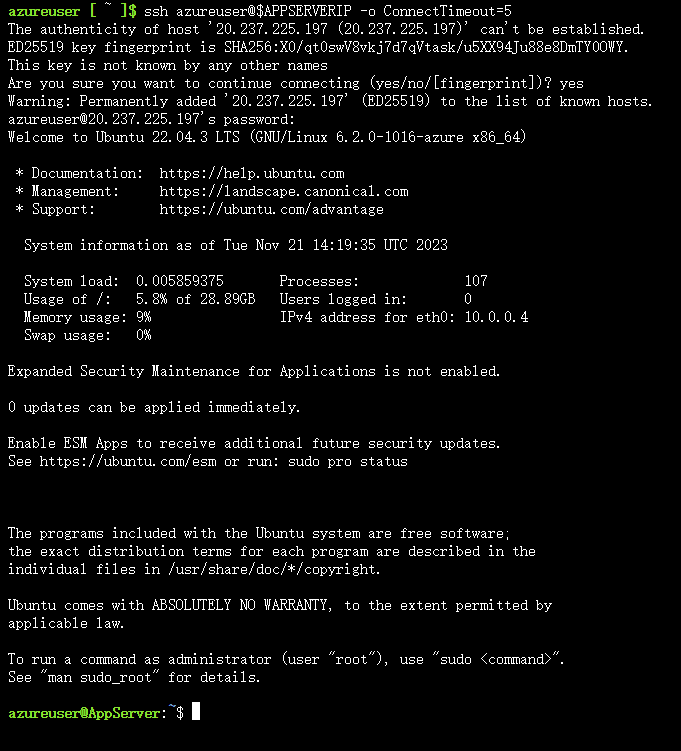 azureuser [ ~ ]$ ssh azureuser@$APPSERVERIP -o ConnectTimeout=5
The authenticity of host '20.237.225.197 (20.237.225.197)' can't be established.
ED25519 key fingerprint is SHA256:X0/qtOswV8vkj7d7qVtask/u5XX94Ju88e8DmTY0OWY.
This key is not known by any other names
Are you sure you want to continue connecting (yes/no/[fingerprint])? yes
Warning: Permanently added '20.237.225.197' (ED25519) to the list of known hosts.
azureuser@20.237.225.197's password:
Welcome to Ubuntu 22.04.3 LTS (GNU/Linux 6.2.0-1016-azure x86_64)
* Documentation:  https://help.ubuntu.com
* Management:     https://landscape.canonical.com
* Support:        https://ubuntu.com/advantage
System information as of Tue Nov 21 14:19:35 UTC 2023
System load:  0.005859375       Processes:             107
Usage of /:   5.8% of 28.89GB   Users logged in:       0
Memory usage: 9%                IPv4 address for eth0: 10.0.0.4
Swap usage:   0%
Expanded Security Maintenance for Applications is not enabled.
0 updates can be applied immediately.
Enable ESM Apps to receive additional future security updates.
See https://ubuntu.com/esm or run: sudo pro status
The programs included with the Ubuntu system are free software;
the exact distribution terms for each program are described in the
individual files in /usr/share/doc/*/copyright.
Ubuntu comes with ABSOLUTELY NO WARRANTY, to the extent permitted by
applicable law.
To run a command as administrator (user "root"), use "sudo <command>".
See "man sudo_root" for details.
azureuser@AppServer:~$